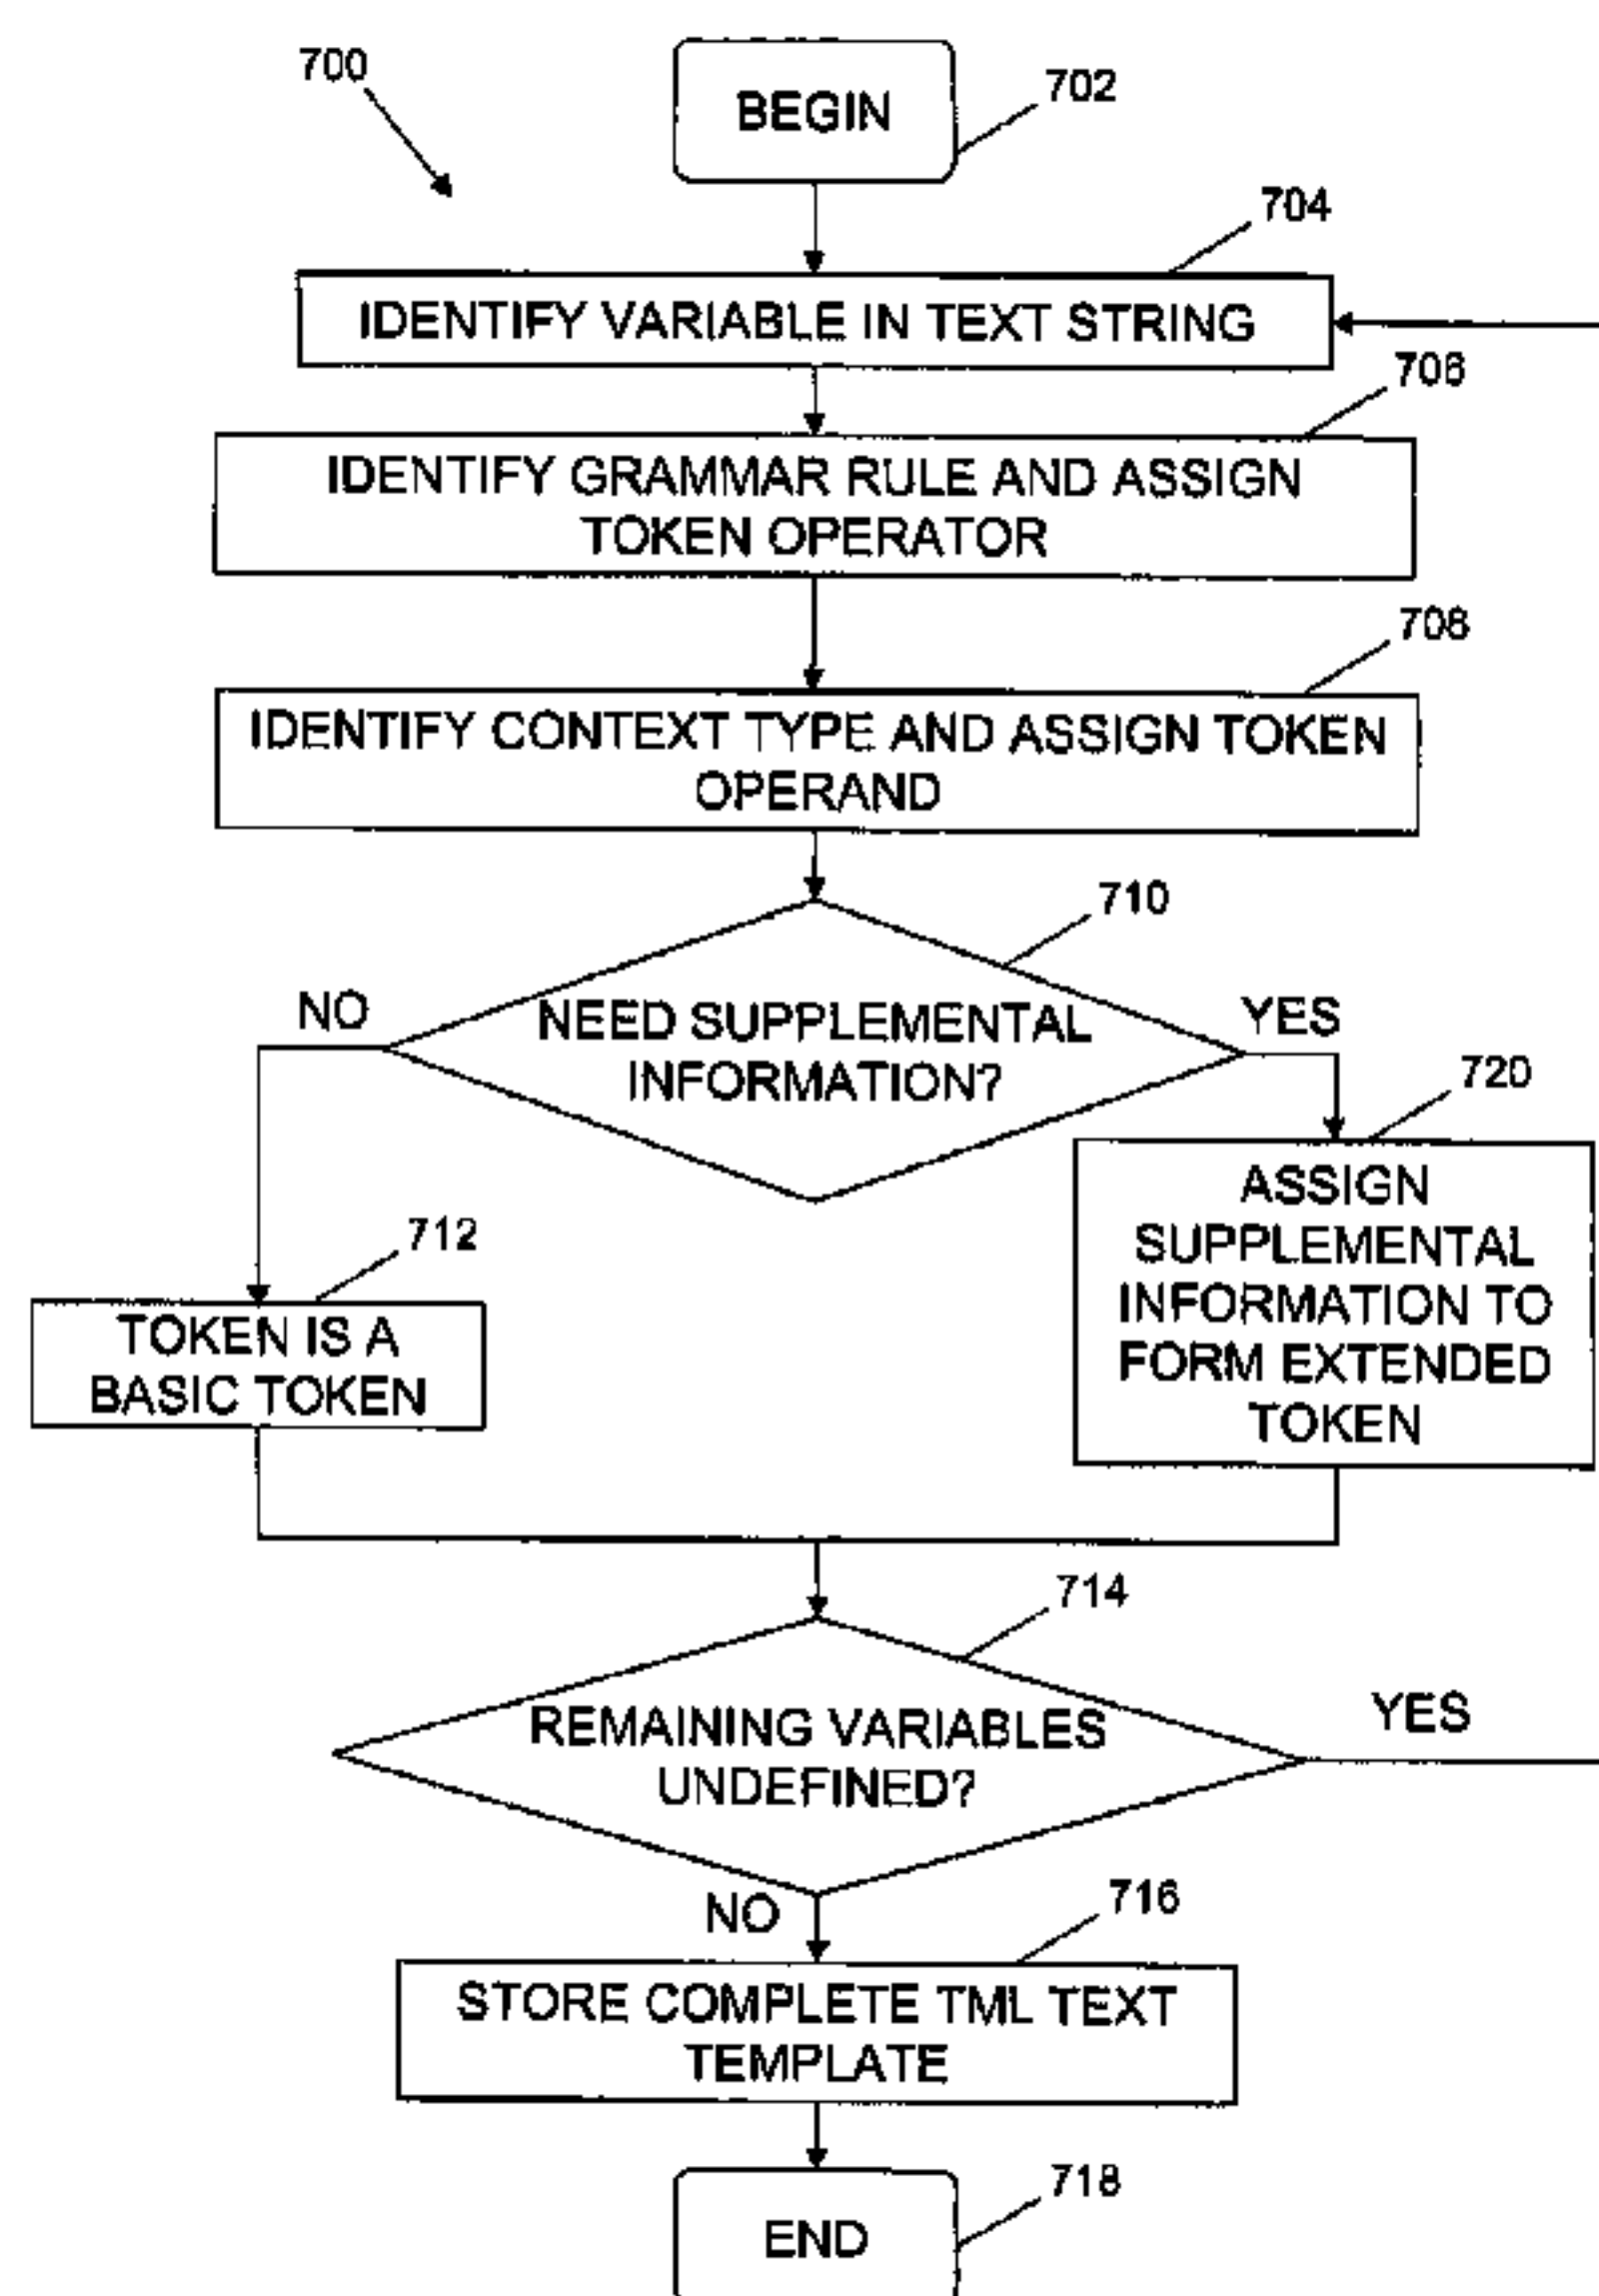 700
BEGIN
702
704
IDENTIFY VARIABLE IN TEXT STRING
706
IDENTIFY GRAMMAR RULE AND ASSIGN
TOKEN OPERATOR
708
IDENTIFY CONTEXT TYPE AND ASSIGN TOKEN
OPERAND
710
NO
NEED SUPPLEMENTAL
INFORMATION?
YES
720
ASSIGN
SUPPLEMENTAL
INFORMATION TO
FORM EXTENDED
TOKEN
712
TOKEN IS A
BASIC TOKEN
714
REMAINING VARIABLES
UNDEFINED?
YES
NO
716
STORE COMPLETE TML TEXT
TEMPLATE
718
END